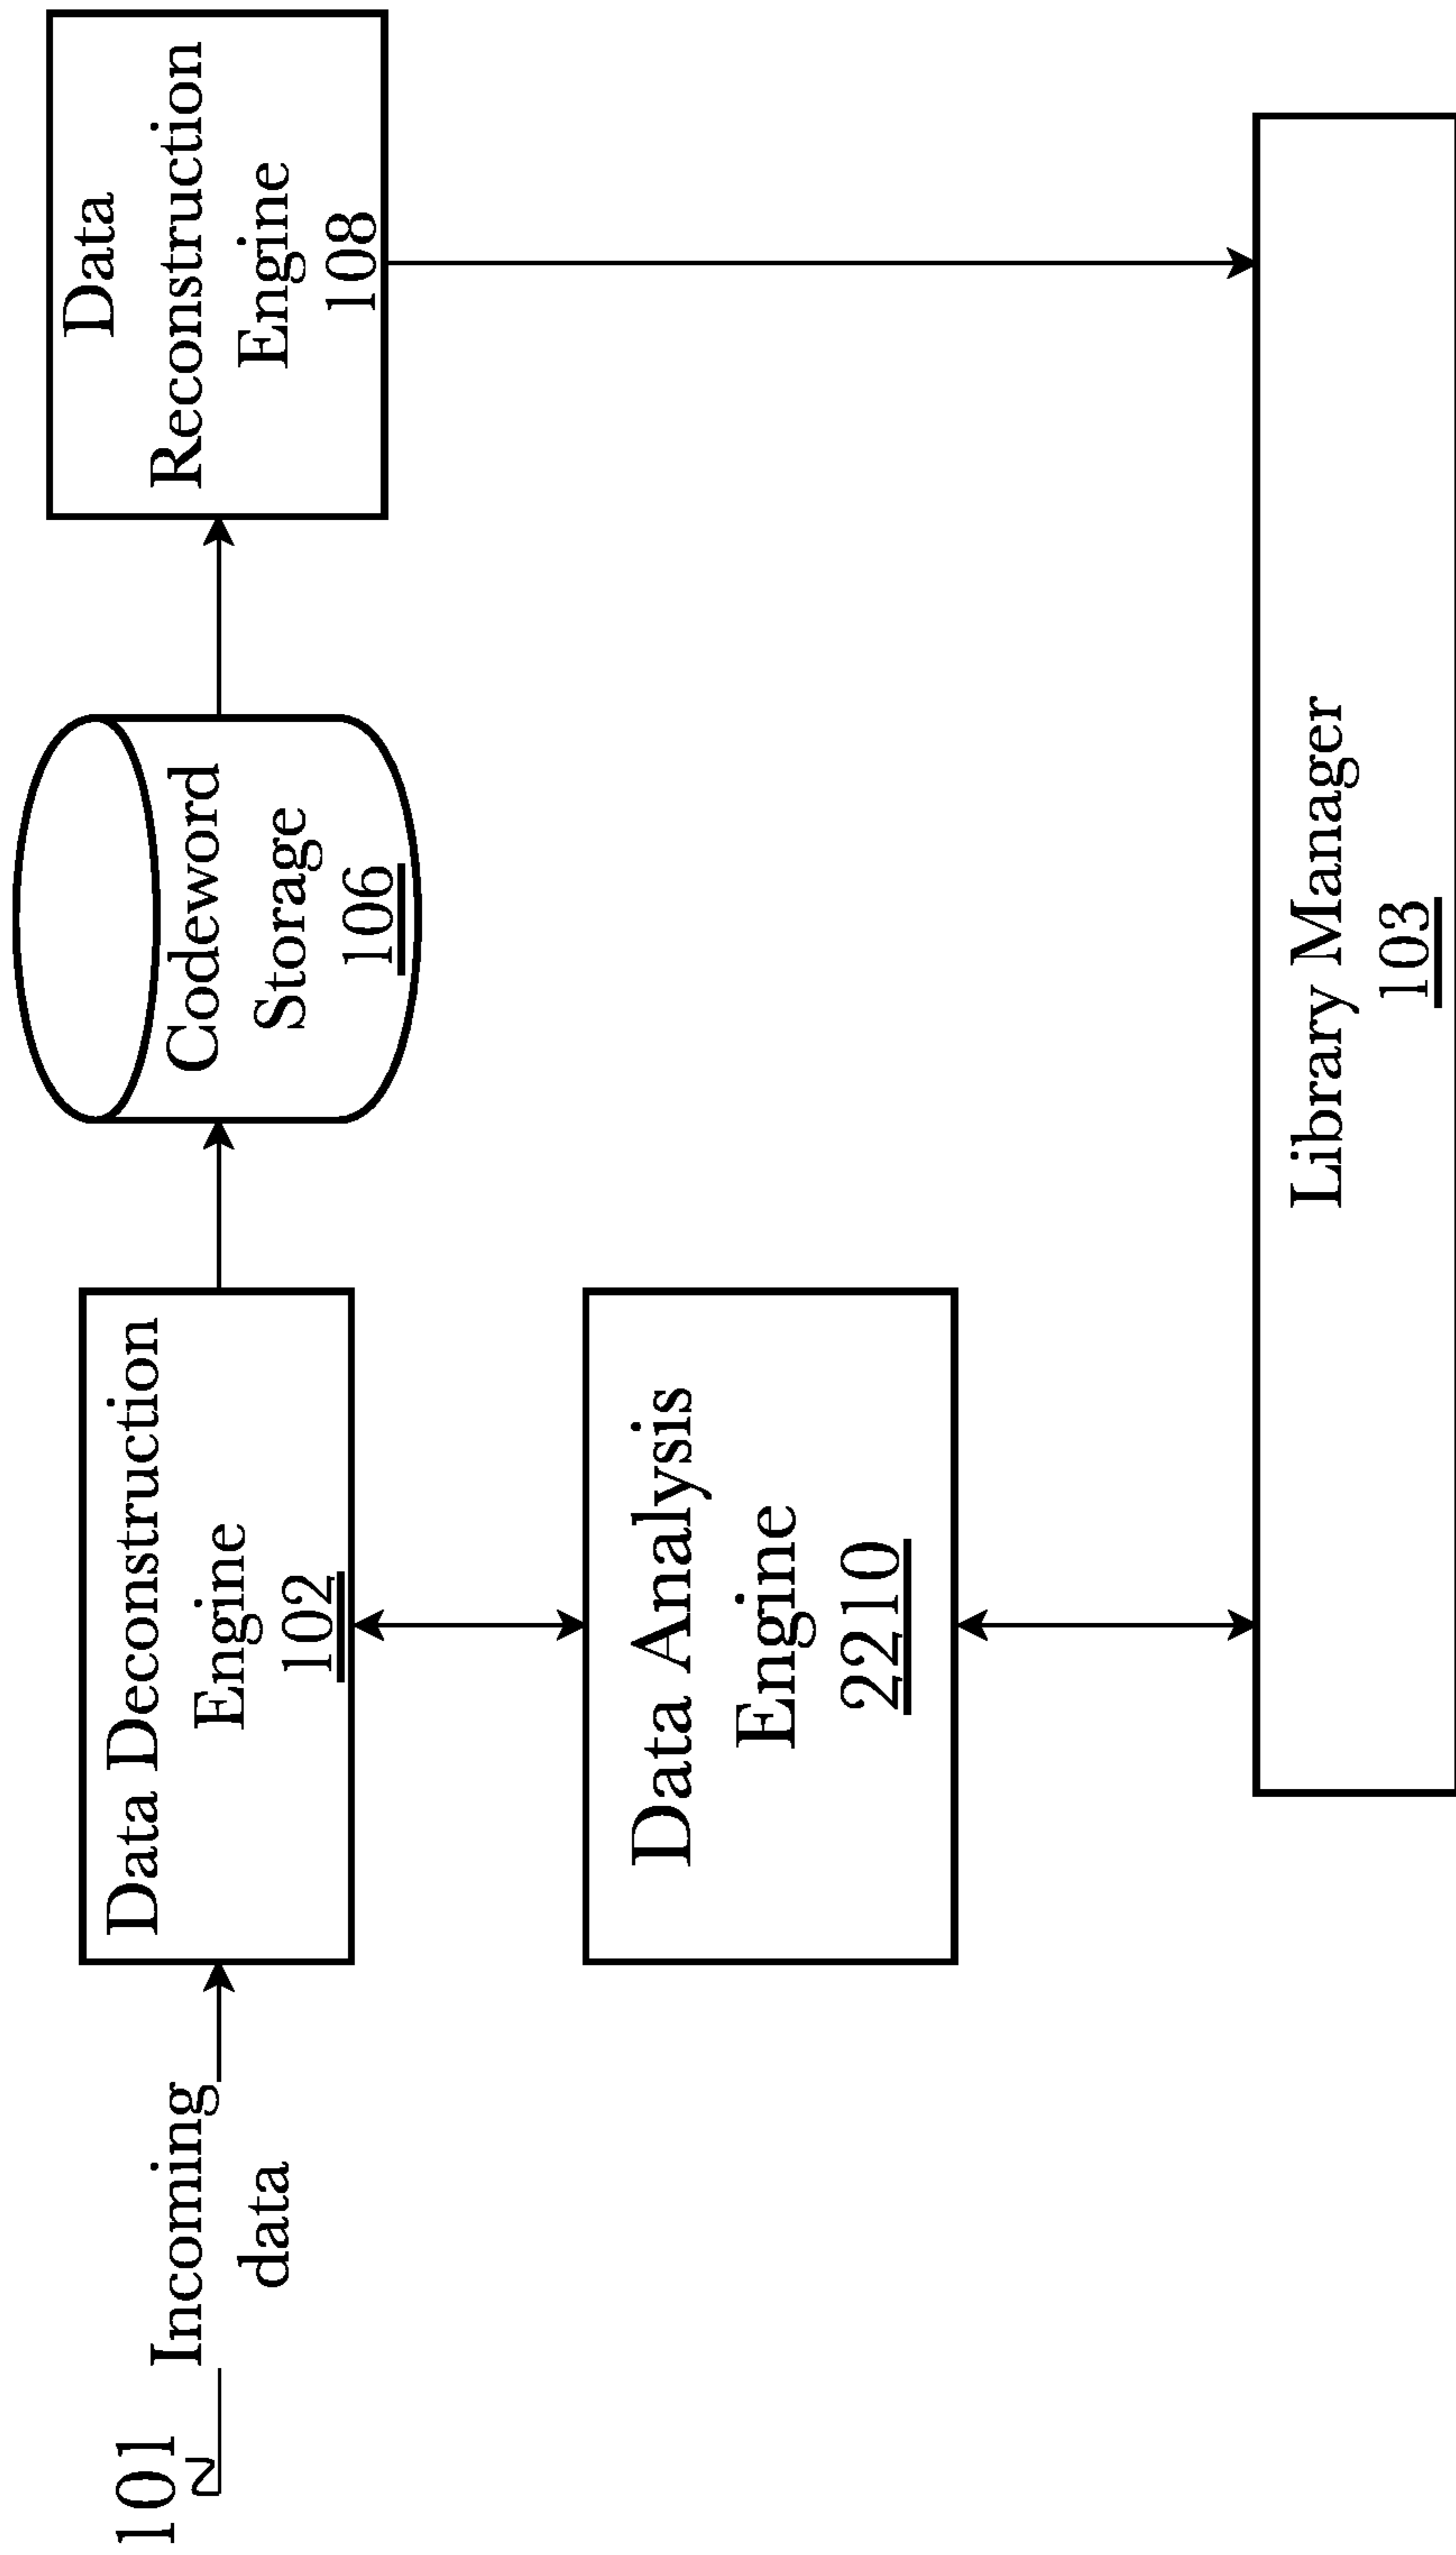 101
Incoming
data
Data Deconstruction
Engine
102
Codeword
Storage
106
Data
Reconstruction
Engine
108
Data Analysis
Engine
2210
Library Manager
103